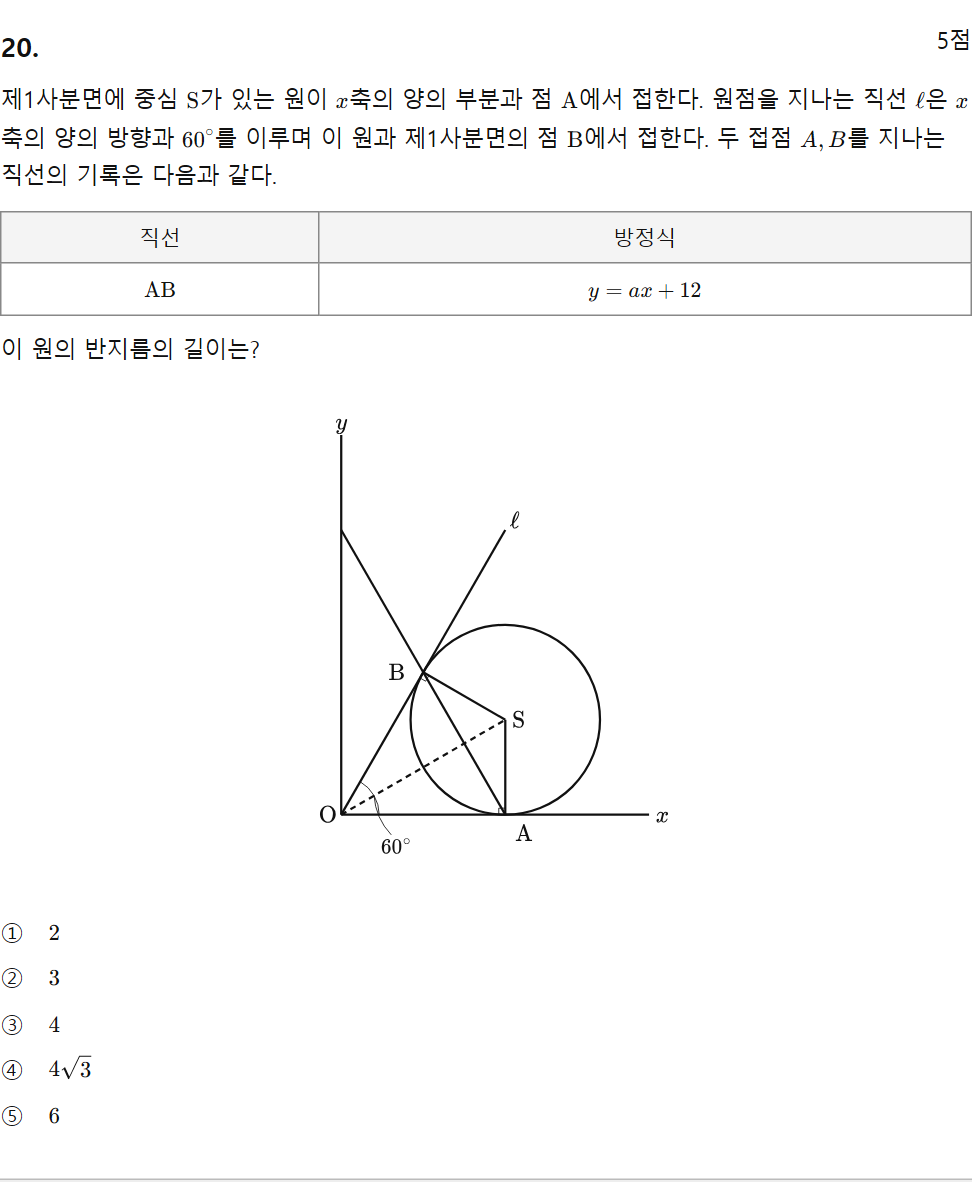 20.
5점
제1사분면에 중심 S가 있는 원이 x축의 양의 부분과 점 A에서 접한다. 원점을 지나는 직선 ℓ은 x
축의 양의 방향과 60°를 이루며 이 원과 제1사분면의 점 B에서 접한다. 두 접점 A, B를 지나는
직선의 기록은 다음과 같다.
직선 방정식
AB y = ax + 12
이 원의 반지름의 길이는?
y
ℓ
B
S
O
x
A
60°
① 2
② 3
③ 4
④ 4√3
⑤ 6